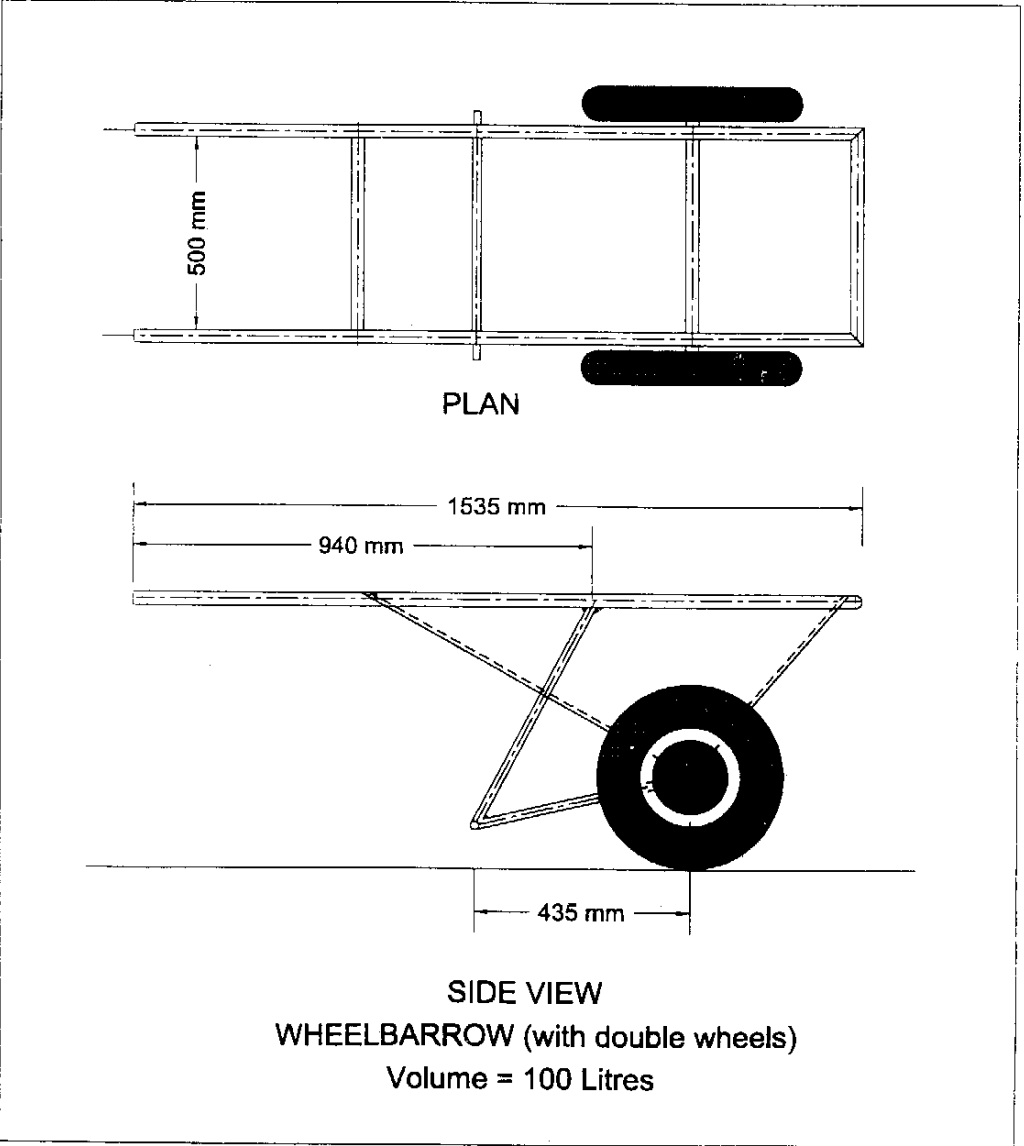 500 mm
PLAN
1535 mm
940 mm
435 mm
SIDE VIEW
WHEELBARROW (with double wheels)
Volume = 100 Litres